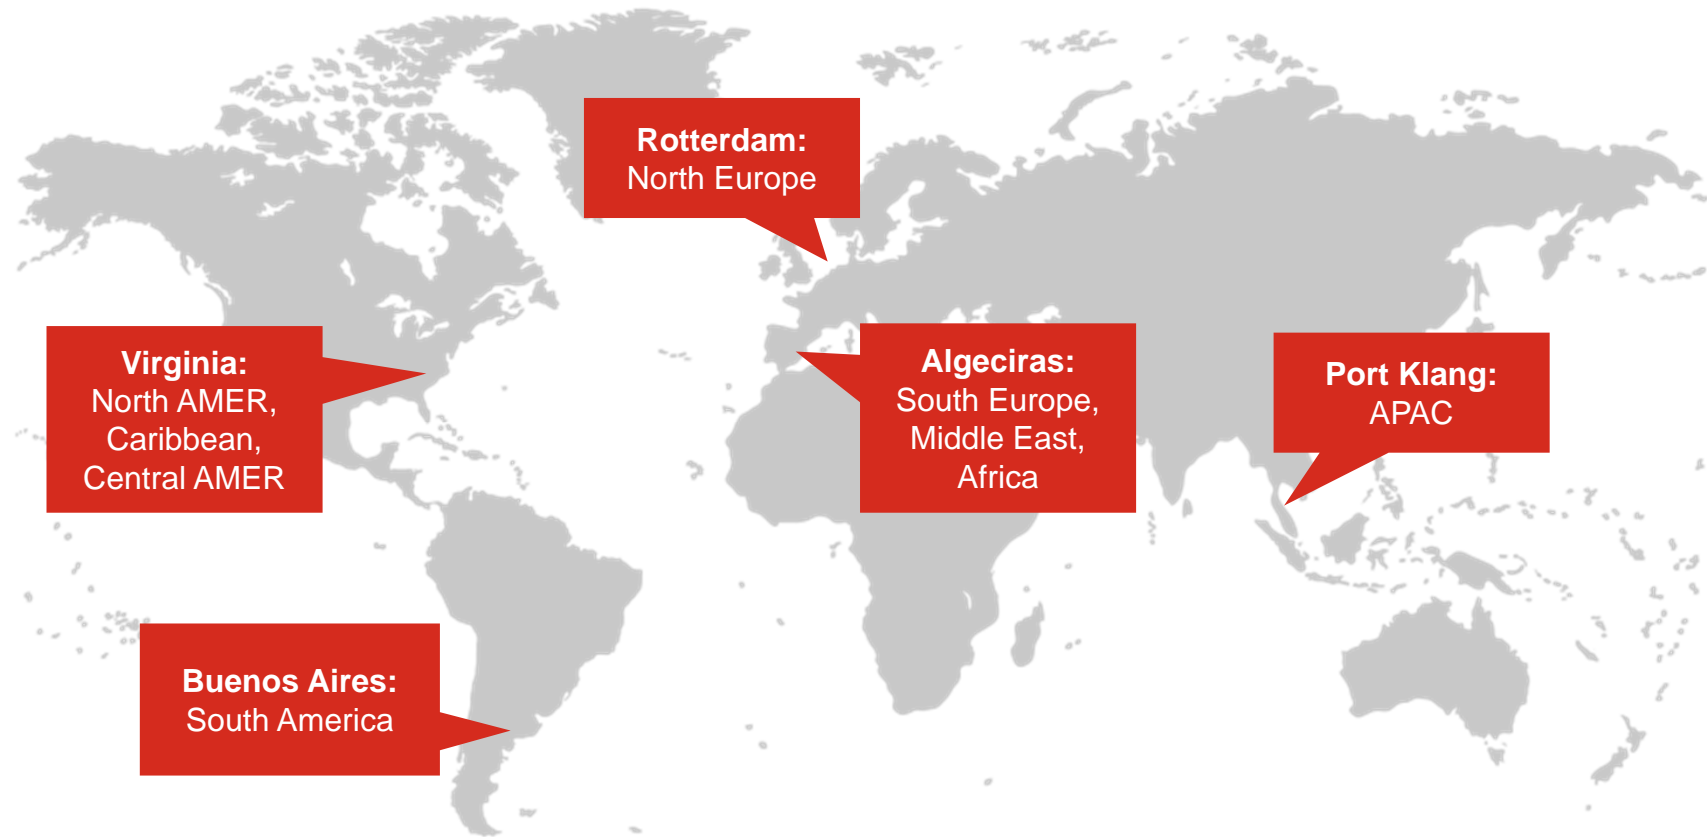 Rotterdam:
North Europe
Virginia:
North AMER,
Caribbean,
Central AMER
Algeciras:
South Europe,
Middle East,
Africa
Port Klang:
APAC
Buenos Aires:
South America